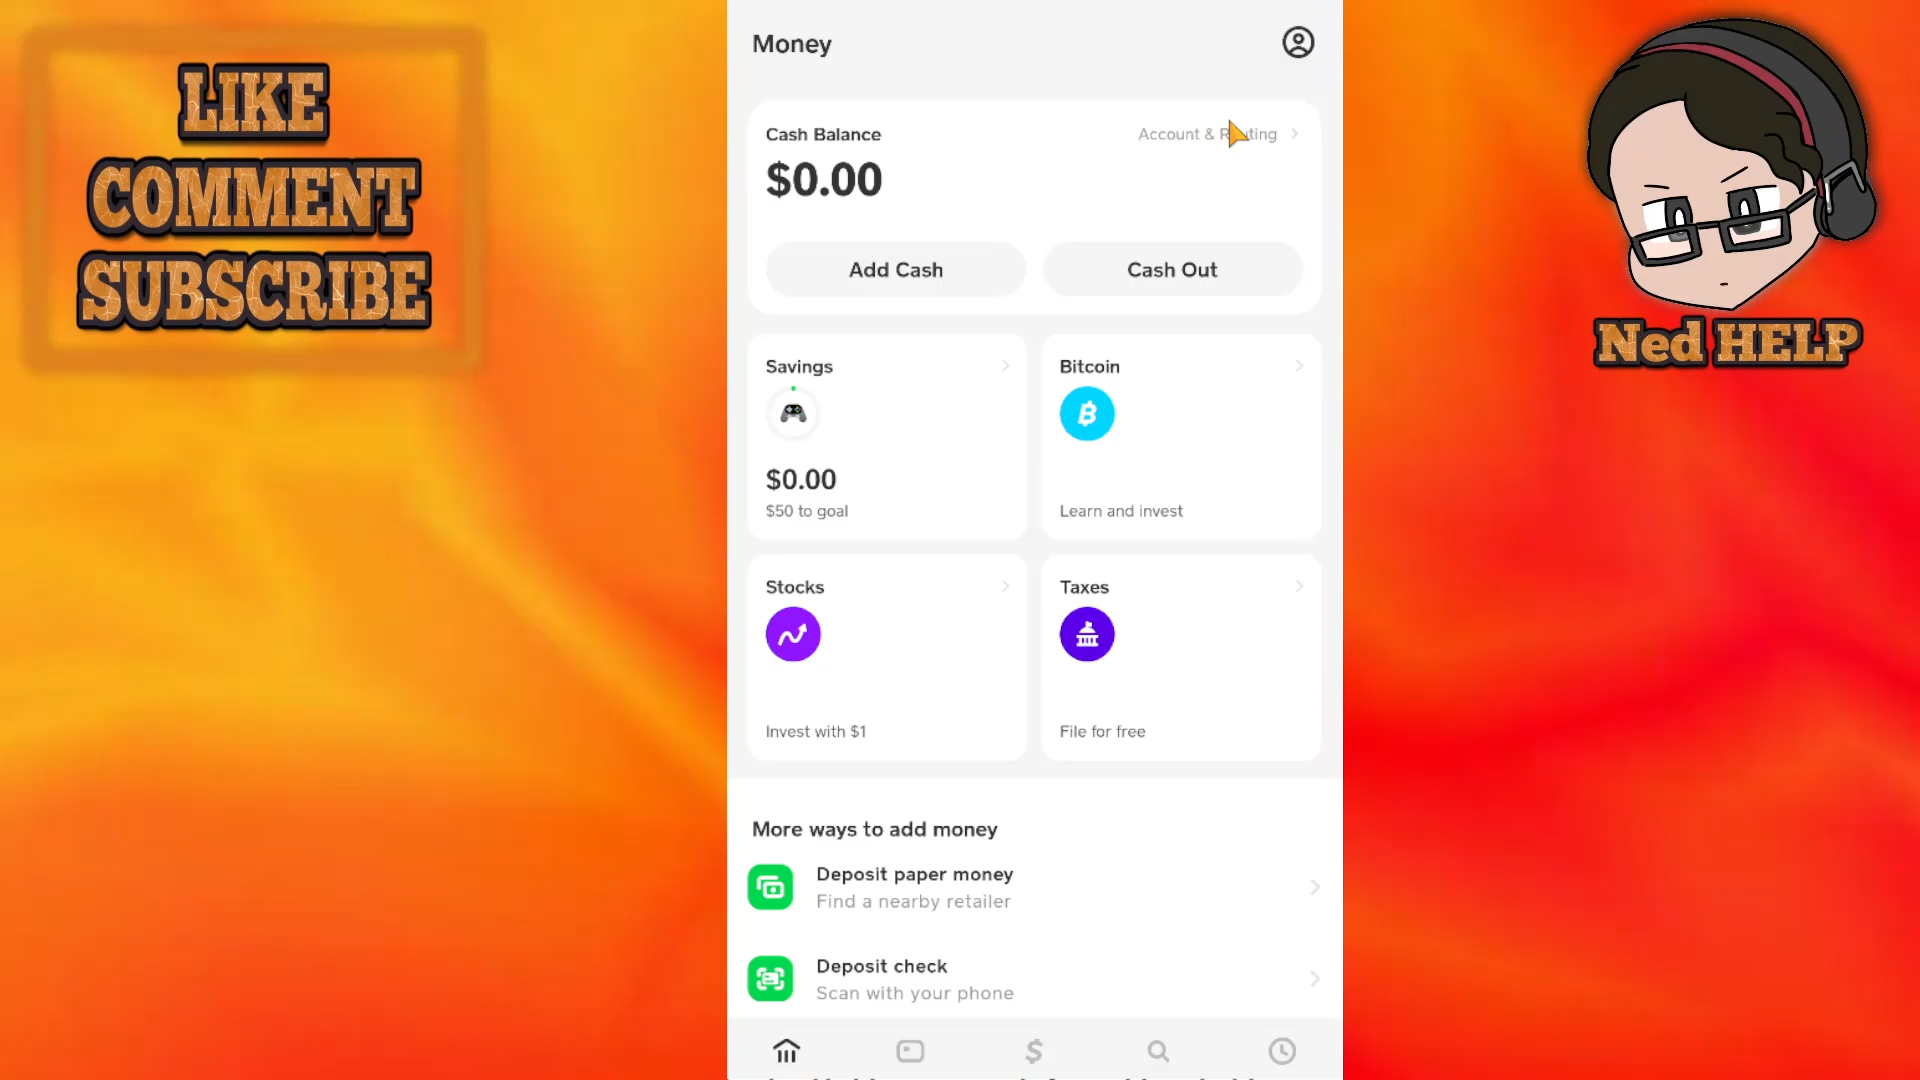 LIKE
COMMENT
SUBSCRIBE
Money
Cash Balance
Account &
$0.00
Add Cash
Cash Out
Savings
$0.00
$50 to goal
Bitcoin
Learn and invest
Stocks
Invest with $1
Taxes
File for free
More ways to add money
Deposit paper money
Find a nearby retailer
Deposit check
Scan with your phone
Ned HELP